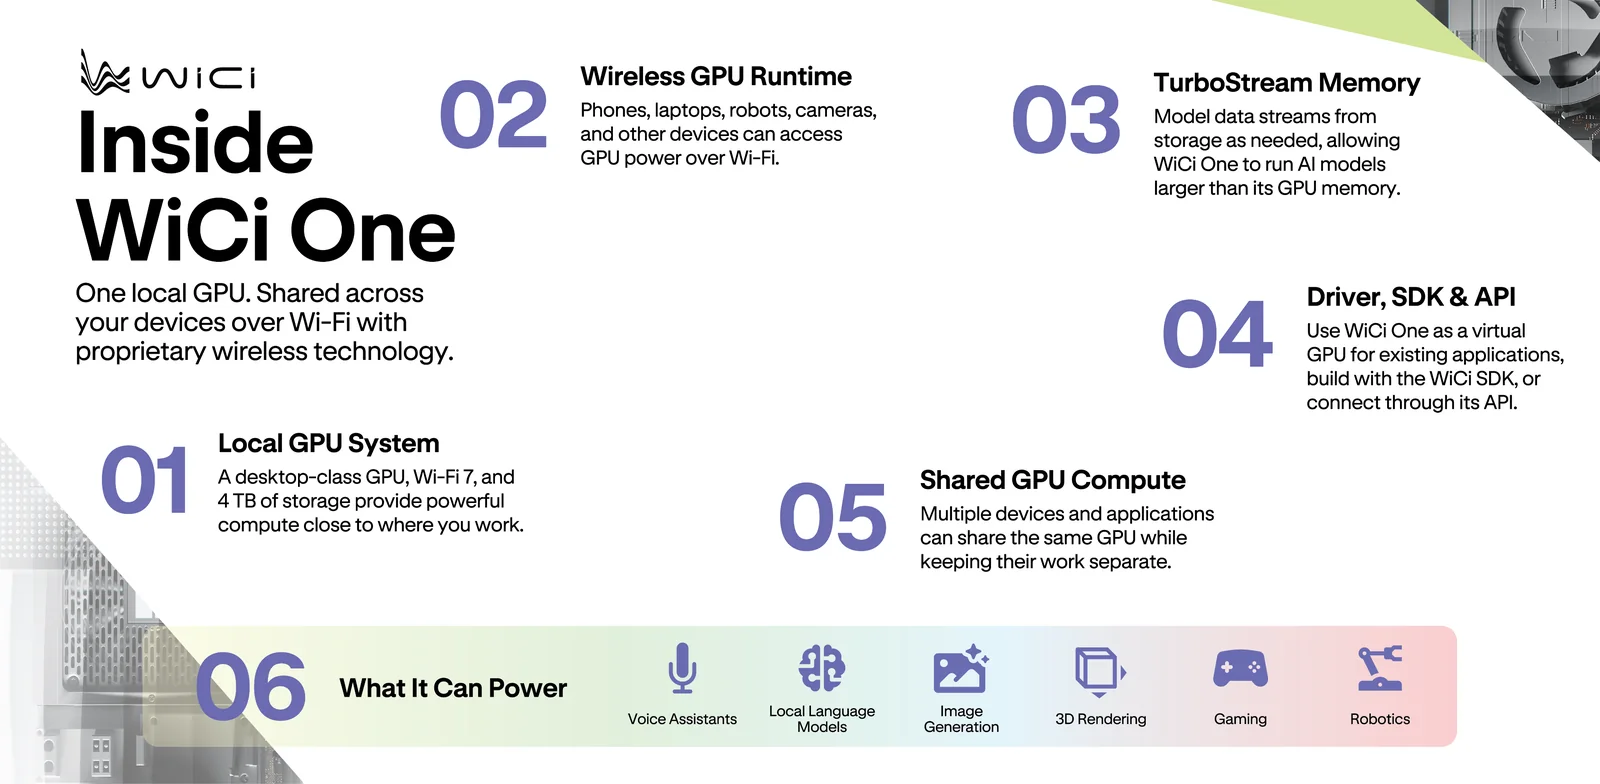 WiCi
Inside
WiCi One
One local GPU. Shared across
your devices over Wi-Fi with
proprietary wireless technology.
01
Local GPU System
A desktop-class GPU, Wi-Fi 7, and
4 TB of storage provide powerful
compute close to where you work.
02
Wireless GPU Runtime
Phones, laptops, robots, cameras,
and other devices can access
GPU power over Wi-Fi.
03
TurboStream Memory
Model data streams from
storage as needed, allowing
WiCi One to run AI models
larger than its GPU memory.
04
Driver, SDK & API
Use WiCi One as a virtual
GPU for existing applications,
build with the WiCi SDK, or
connect through its API.
05
Shared GPU Compute
Multiple devices and applications
can share the same GPU while
keeping their work separate.
06
What It Can Power
Voice Assistants
Local Language
Models
Image
Generation
3D Rendering
Gaming
Robotics